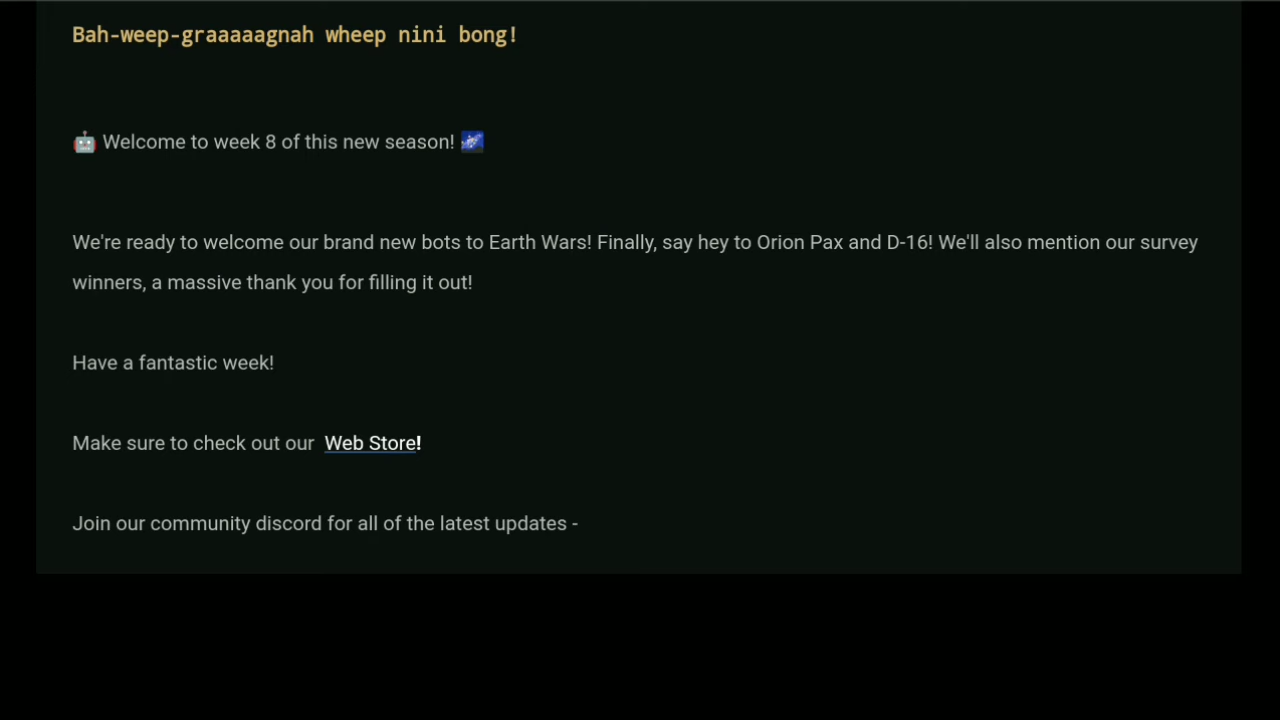 Bah-weep-graaaaagnah wheep nini bong!
🤖 Welcome to week 8 of this new season! 🌌
We're ready to welcome our brand new bots to Earth Wars! Finally, say hey to Orion Pax and D-16! We'll also mention our survey
winners, a massive thank you for filling it out!
Have a fantastic week!
Make sure to check out our Web Store!
Join our community discord for all of the latest updates -